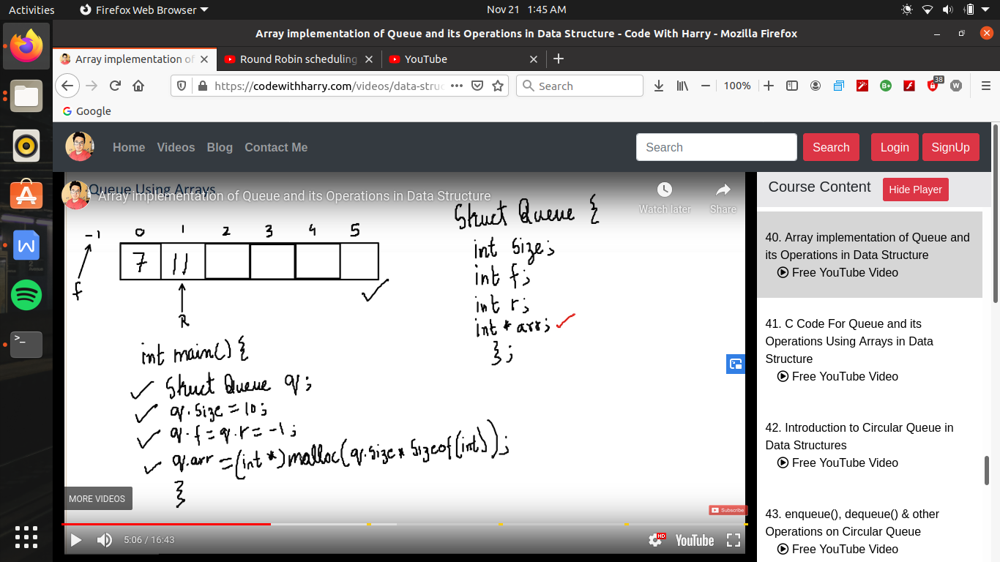 Activities Firefox Web Browser Nov 21 1:45 AM
Array implementation of Queue and its Operations in Data Structure - Code With Harry - Mozilla Firefox
Array implementation of Round Robin scheduling YouTube
https://codewithharry.com/videos/data-struc Search 100% 38 B+ W
G Google
Home Videos Blog Contact Me Search Search Login SignUp
Queue Using Arrays
Array implementation of Queue and its Operations in Data Structure
Watch later Share
-1 0 1 2 3 4 5
7 11
f
R
int main() {
Struct Queue q;
q.size = 10;
q.f = q.r = -1;
q.arr = (int *) malloc(q.size * sizeof(int));
}
Struct Queue {
int size;
int f;
int r;
int * arr;
};
MORE VIDEOS
Subscribe
5:06 / 16:43 HD YouTube
Course Content Hide Player
40. Array implementation of Queue and
its Operations in Data Structure
Free YouTube Video
41. C Code For Queue and its
Operations Using Arrays in Data
Structure
Free YouTube Video
42. Introduction to Circular Queue in
Data Structures
Free YouTube Video
43. enqueue(), dequeue() & other
Operations on Circular Queue
Free YouTube Video